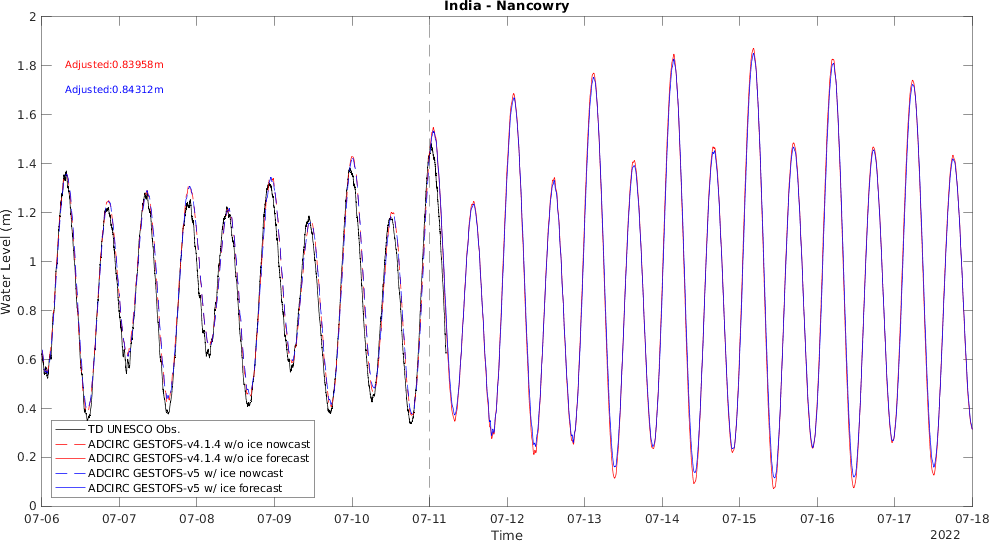 India - Nancowry
2
1.8
1.6
1.4
1.2
1
0.8
0.6
0.4
0.2
0
Water Level (m)
Adjusted:0.83958m
Adjusted:0.84312m
TD UNESCO Obs.
ADCIRC GESTOFS-v4.1.4 w/o ice nowcast
ADCIRC GESTOFS-v4.1.4 w/o ice forecast
ADCIRC GESTOFS-v5 w/ ice nowcast
ADCIRC GESTOFS-v5 w/ ice forecast
07-06 07-07 07-08 07-09 07-10 07-11 07-12 07-13 07-14 07-15 07-16 07-17 07-18
Time
2022